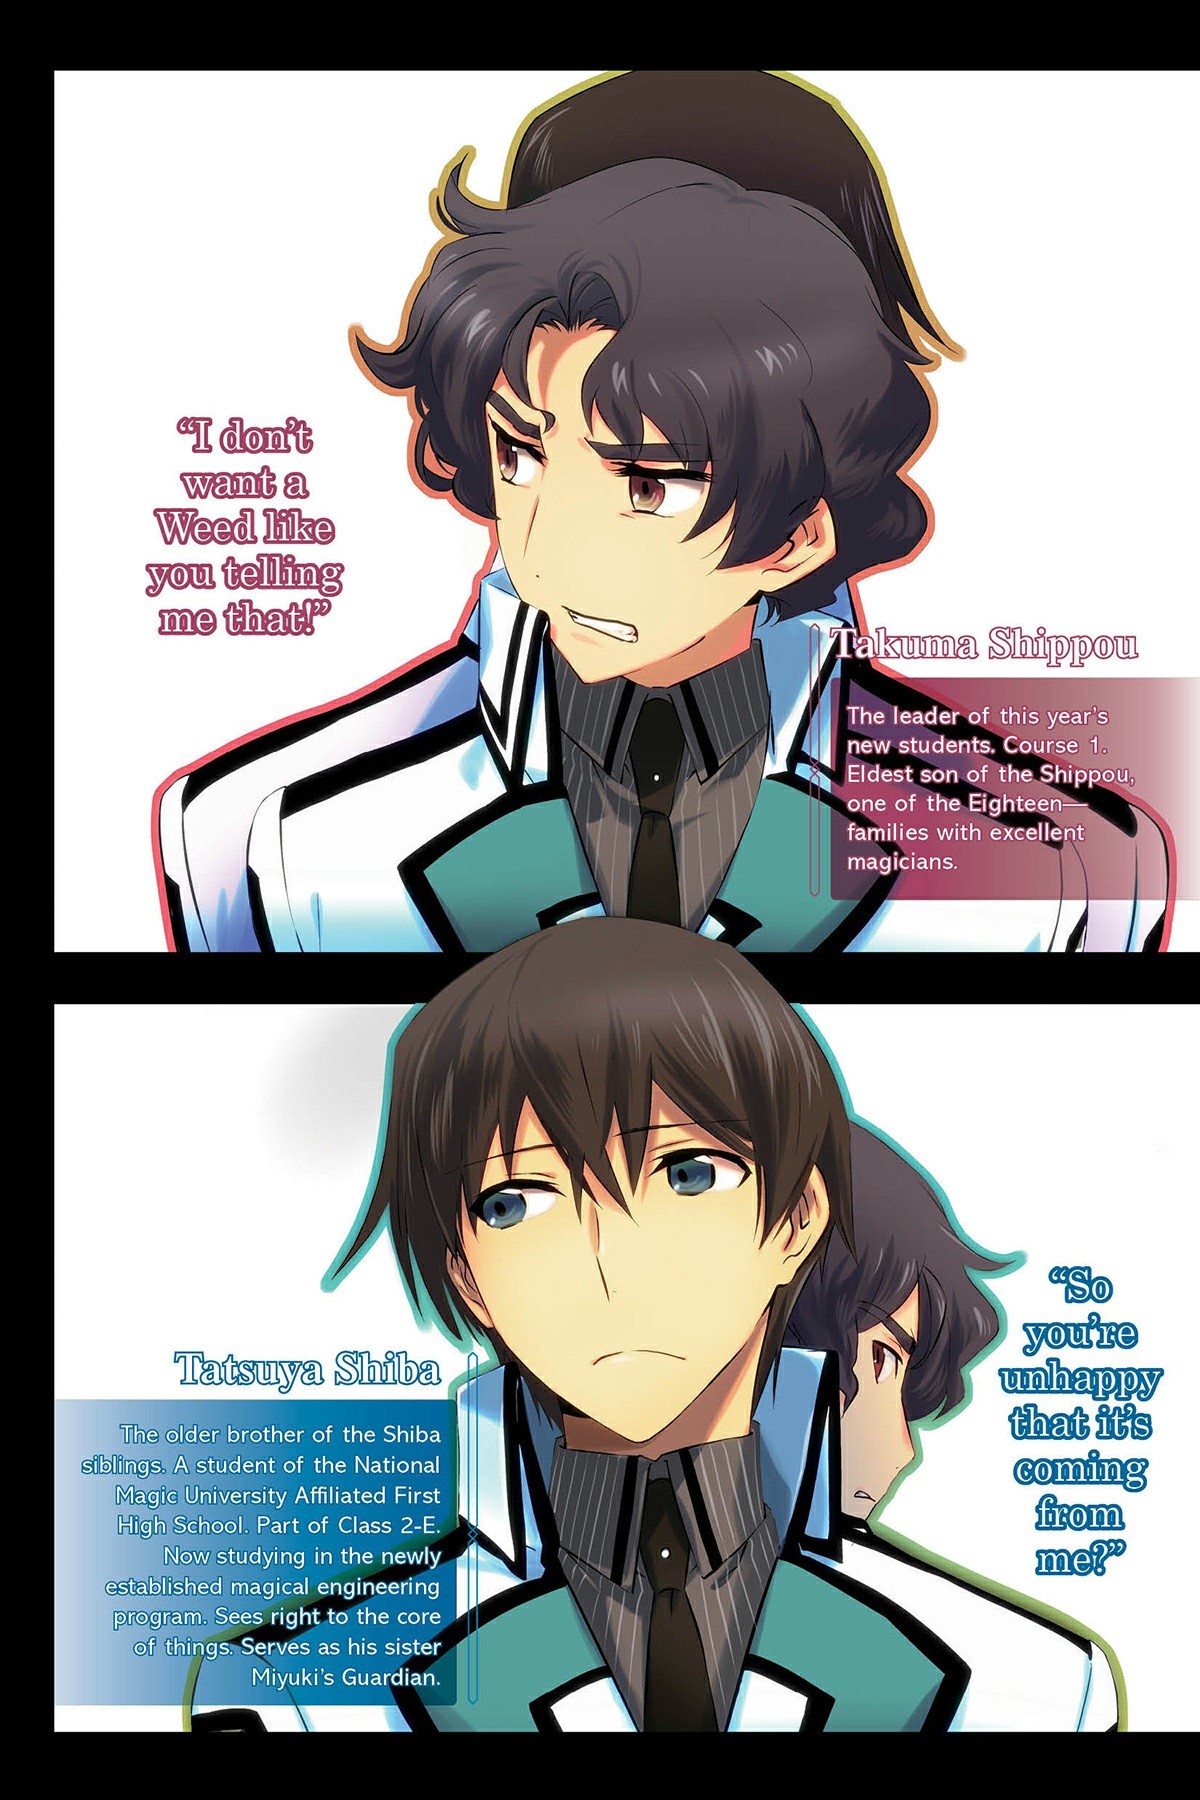 “I don’t
want a
Weed like
you telling
me that!”
Takuma Shippou
The leader of this year’s
new students. Course 1.
Eldest son of the Shippou,
one of the Eighteen—
families with excellent
magicians.
Tatsuya Shiba
The older brother of the Shiba
siblings. A student of the National
Magic University Affiliated First
High School. Part of Class 2-E.
Now studying in the newly
established magical engineering
program. Sees right to the core
of things. Serves as his sister
Miyuki’s Guardian.
“So
you’re
unhappy
that it’s
coming
from
me?”